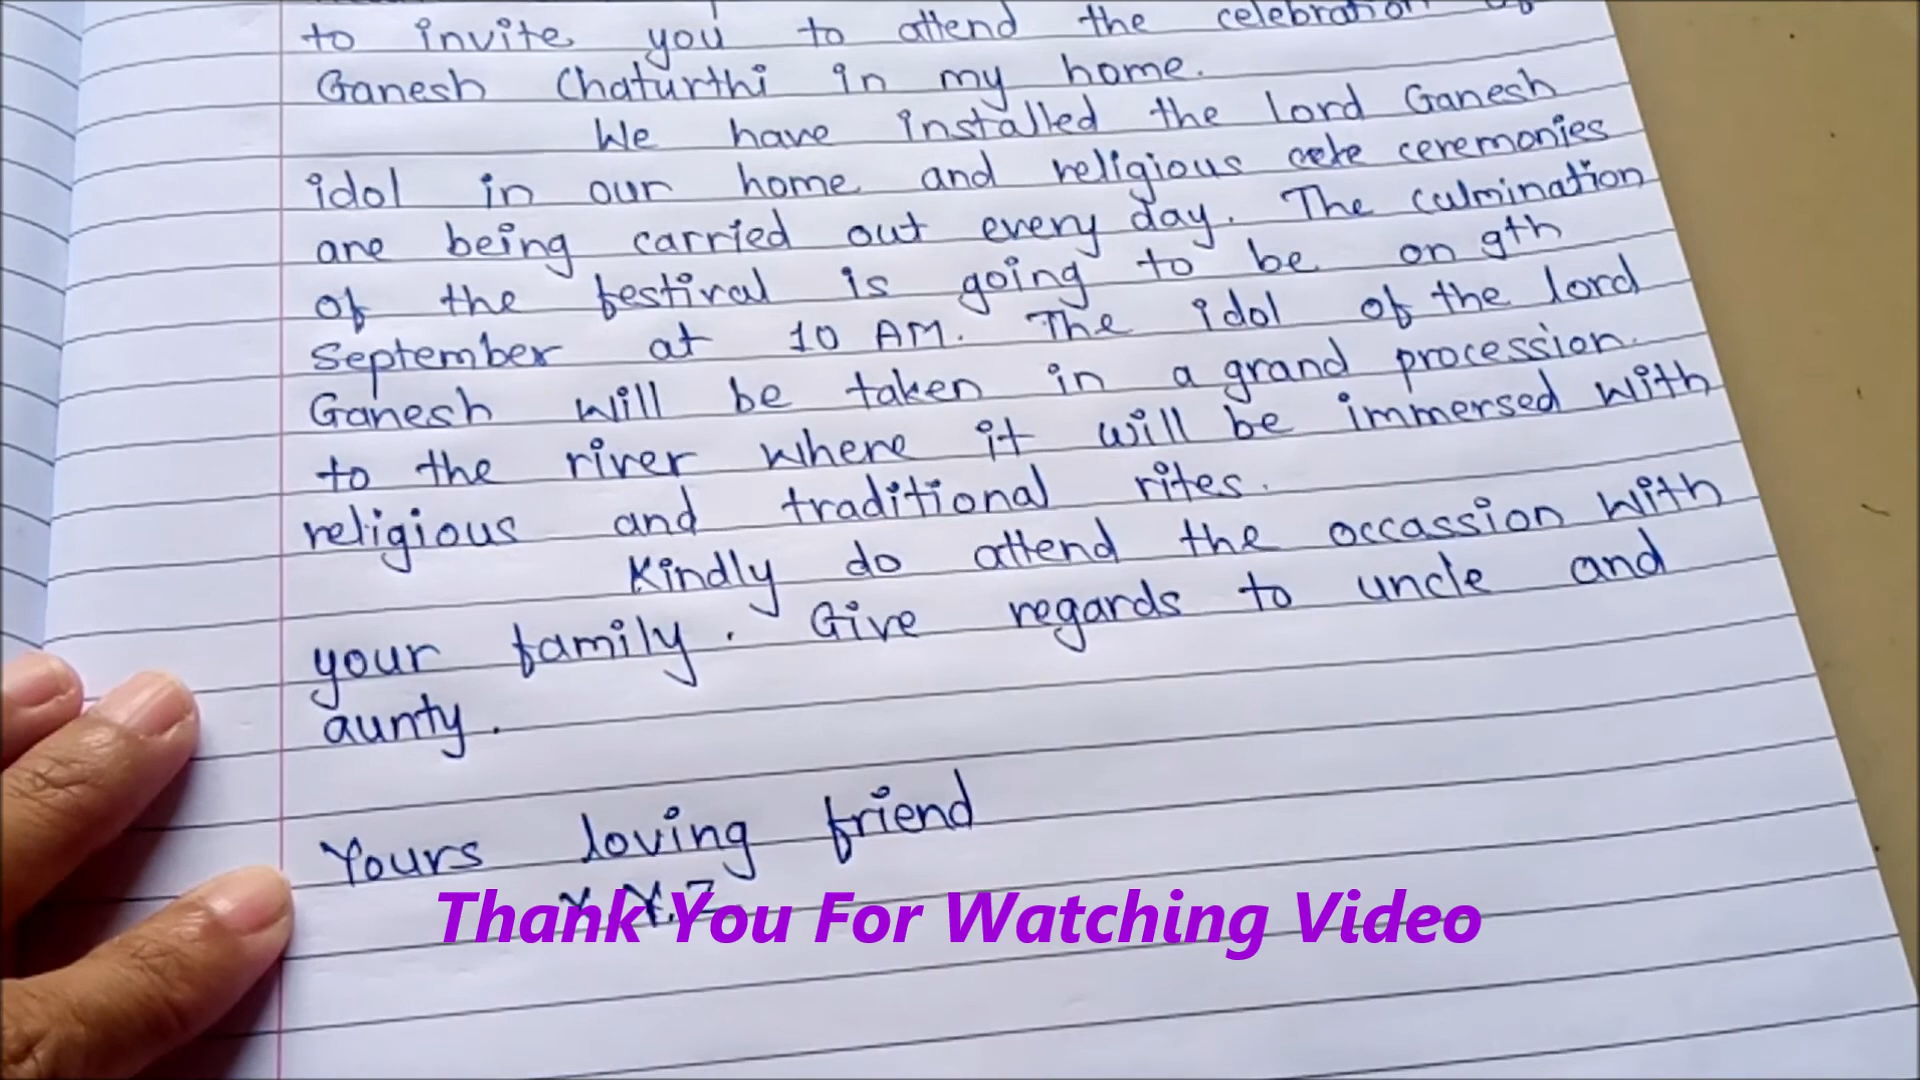 to invite you to attend the celebration of
Ganesh Chaturthi in my home.
We have installed the lord Ganesh
idol in our home and religious ceremonies
are being carried out every day. The culmination
of the festival is going to be on 9th
September at 10 AM. The idol of the lord
Ganesh will be taken in a grand procession.
to the river where it will be immersed with
religious and traditional rites.
Kindly do attend the occassion with
your family. Give regards to uncle and
aunty.
Yours loving friend
X.Y.Z.
Thank You For Watching Video